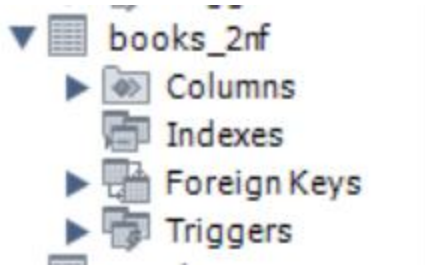 books_2nf
Columns
Indexes
Foreign Keys
Triggers